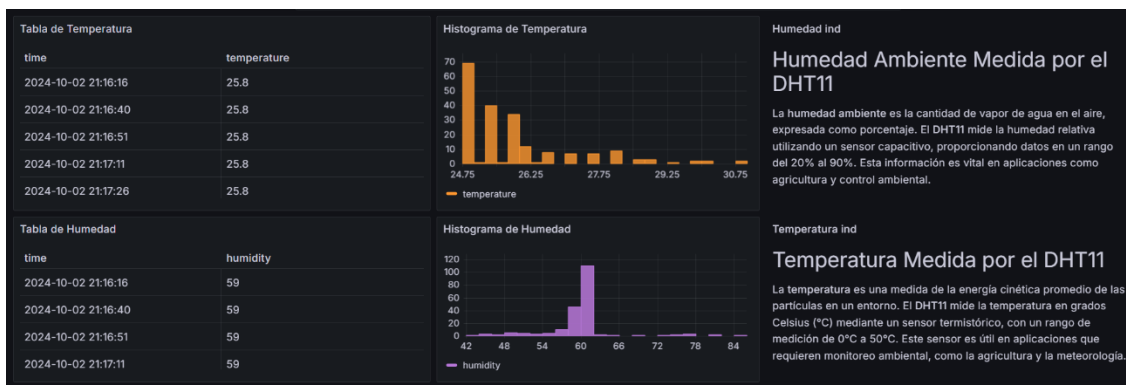 Tabla de Temperatura
time temperature
2024-10-02 21:16:16 25.8
2024-10-02 21:16:40 25.8
2024-10-02 21:16:51 25.8
2024-10-02 21:17:11 25.8
2024-10-02 21:17:26 25.8
Histograma de Temperatura
70
60
50
40
30
20
10
0
24.75 26.25 27.75 29.25 30.75
temperature
Humedad ind
Humedad Ambiente Medida por el
DHT11
La humedad ambiente es la cantidad de vapor de agua en el aire,
expresada como porcentaje. El DHT11 mide la humedad relativa
utilizando un sensor capacitivo, proporcionando datos en un rango
del 20% al 90%. Esta información es vital en aplicaciones como
agricultura y control ambiental.
Tabla de Humedad
time humidity
2024-10-02 21:16:16 59
2024-10-02 21:16:40 59
2024-10-02 21:16:51 59
2024-10-02 21:17:11 59
Histograma de Humedad
120
100
80
60
40
20
0
42 48 54 60 66 72 78 84
humidity
Temperatura ind
Temperatura Medida por el DHT11
La temperatura es una medida de la energía cinética promedio de las
partículas en un entorno. El DHT11 mide la temperatura en grados
Celsius (°C) mediante un sensor termistórico, con un rango de
medición de 0°C a 50°C. Este sensor es útil en aplicaciones que
requieren monitoreo ambiental, como la agricultura y la meteorología.